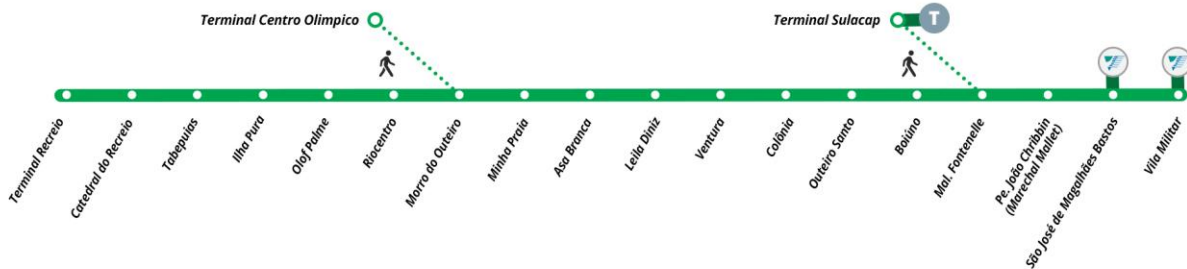 Terminal Centro Olimpico
Terminal Sulacap
T
Terminal Recreio
Catedral do Recreio
Tabepuias
Ilha Pura
Olof Palme
Riocentro
Morro do Outeiro
Minha Praia
Asa Branca
Leila Diniz
Ventura
Colônia
Outeiro Santo
Boiúno
Mal. Fontenelle
Pe. João Chribbin
(Marechal Mallet)
São José de Magalhães Bastos
Vila Militar